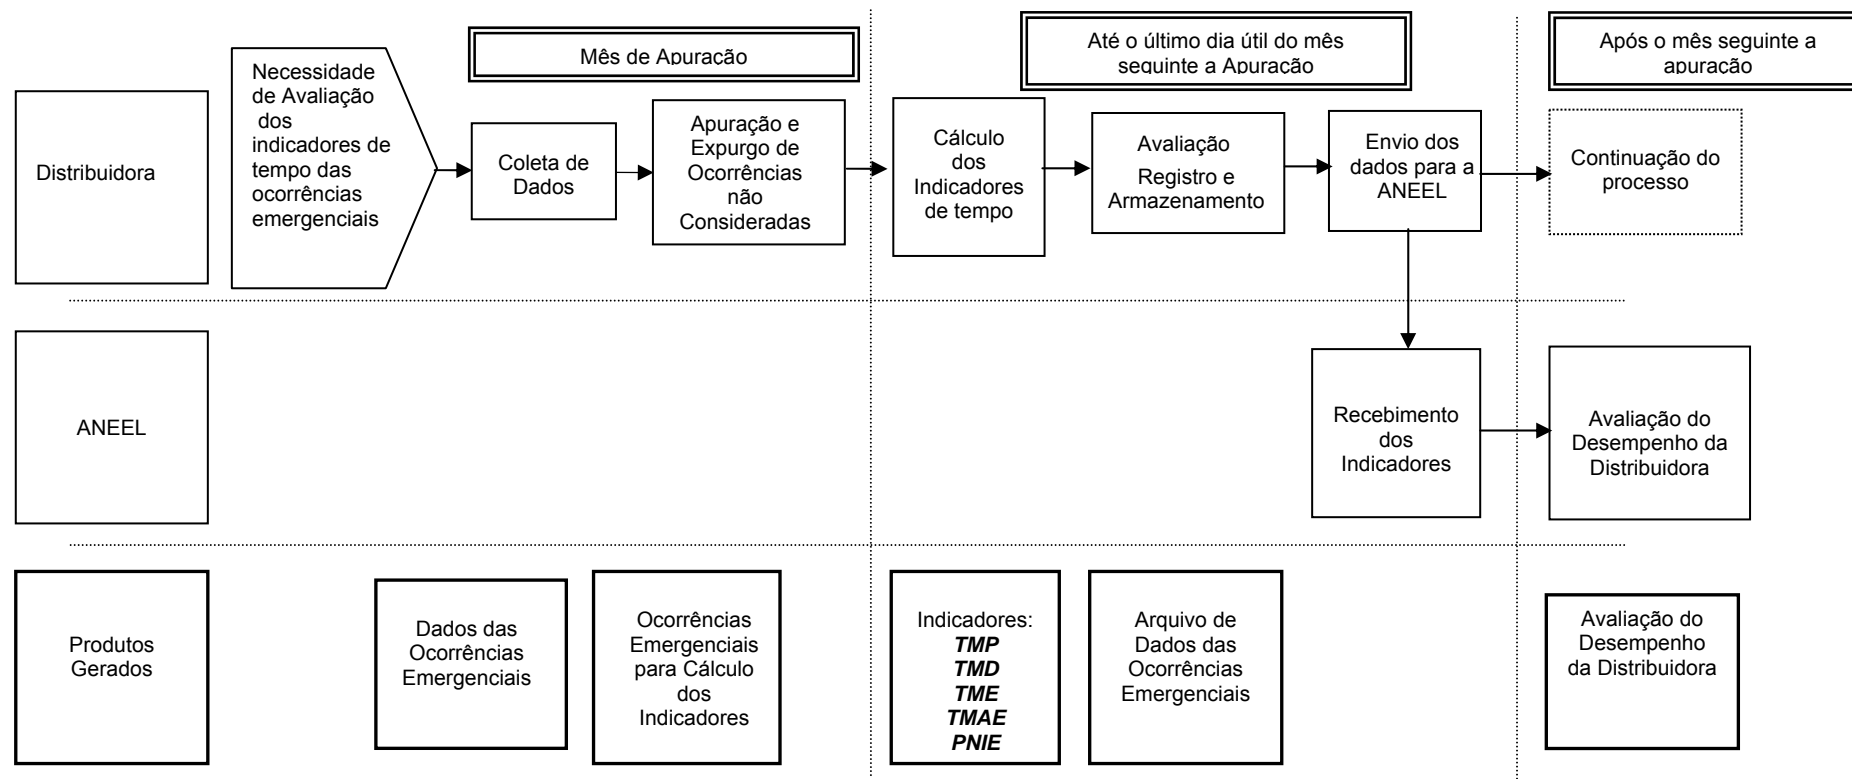 Mês de Apuração
Até o último dia útil do mês
seguinte a Apuração
Após o mês seguinte a
apuração
Distribuidora
Necessidade
de Avaliação
dos
indicadores de
tempo das
ocorrências
emergenciais
Coleta de
Dados
Apuração e
Expurgo de
Ocorrências
não
Consideradas
Cálculo
dos
Indicadores
de tempo
Avaliação
Registro e
Armazenamento
Envio dos
dados para a
ANEEL
Continuação do
processo
ANEEL
Recebimento
dos
Indicadores
Avaliação do
Desempenho da
Distribuidora
Produtos
Gerados
Dados das
Ocorrências
Emergenciais
Ocorrências
Emergenciais
para Cálculo
dos
Indicadores
Indicadores:
TMP
TMD
TME
TMAE
PNIE
Arquivo de
Dados das
Ocorrências
Emergenciais
Avaliação do
Desempenho
da Distribuidora